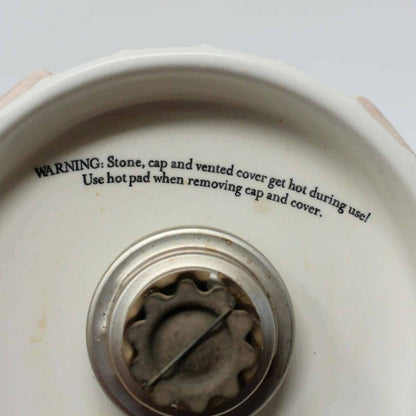 WARNING: Stone, cap and vented cover get hot during use!
Use hot pad when removing cap and cover.